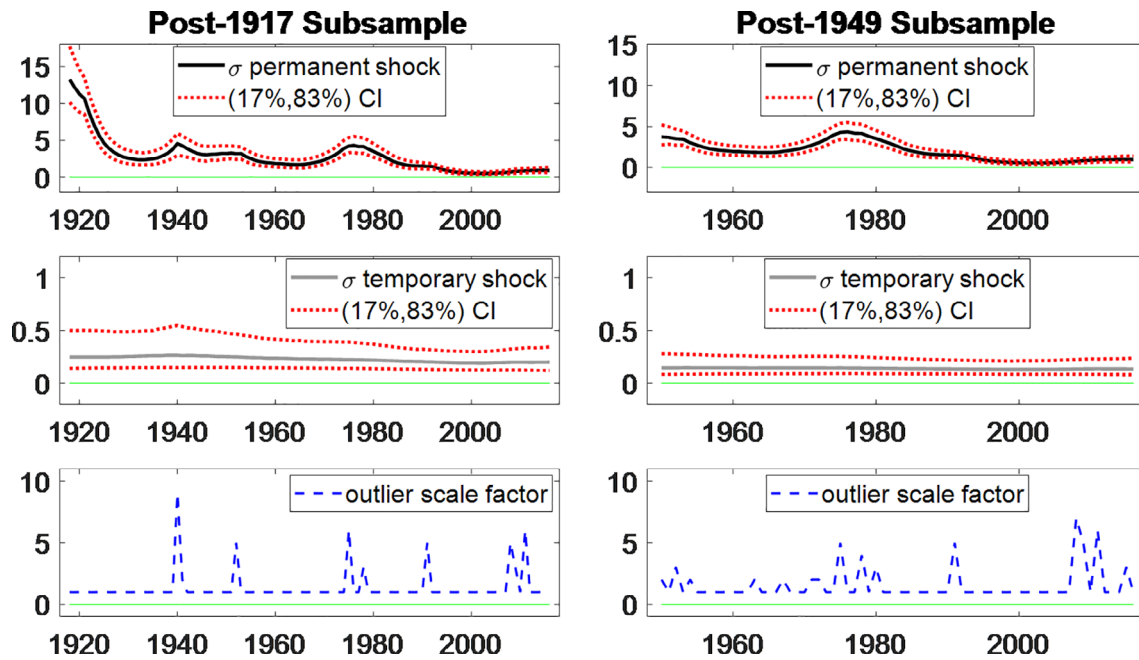 Post-1917 Subsample
σ permanent shock
(17%,83%) CI
15
10
5
0
1920 1940 1960 1980 2000
σ temporary shock
(17%,83%) CI
1
0.5
0
1920 1940 1960 1980 2000
outlier scale factor
10
5
0
1920 1940 1960 1980 2000
Post-1949 Subsample
σ permanent shock
(17%,83%) CI
15
10
5
0
1960 1980 2000
σ temporary shock
(17%,83%) CI
1
0.5
0
1960 1980 2000
outlier scale factor
10
5
0
1960 1980 2000